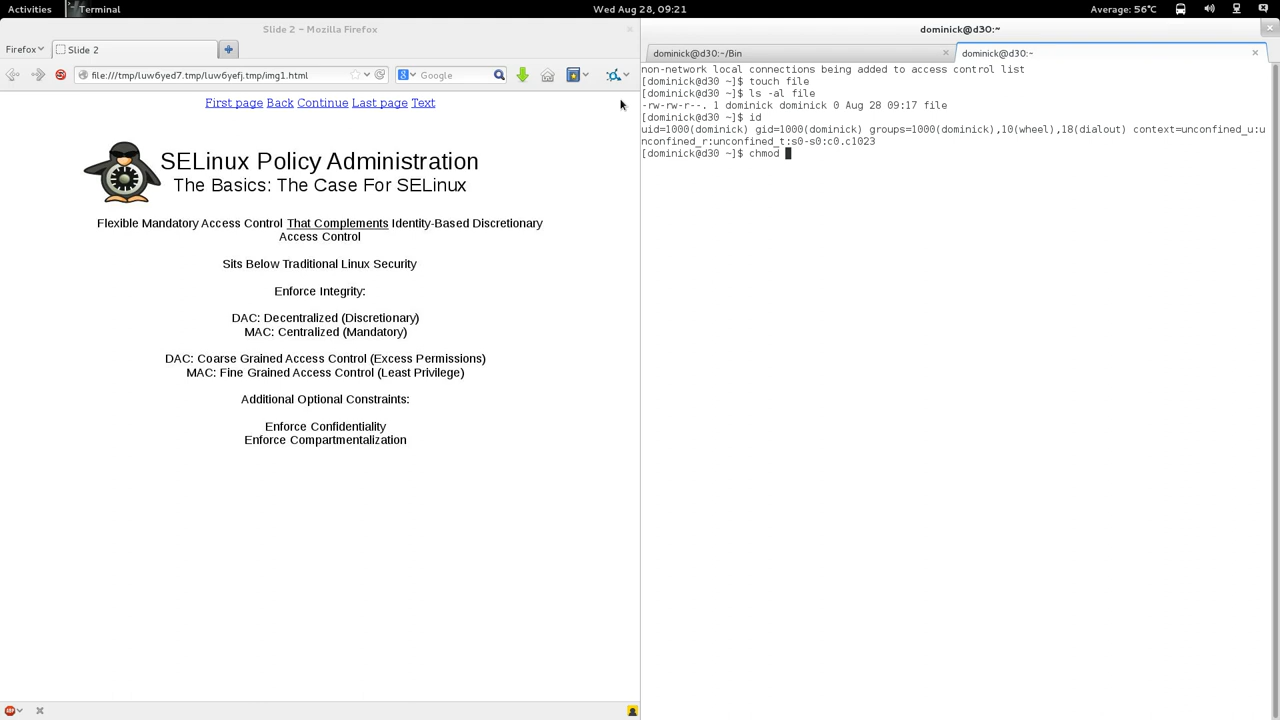 Activities Terminal Wed Aug 28, 09:21 Average: 56°C
Slide 2 - Mozilla Firefox
Firefox Slide 2
file:///tmp/luw6yed7.tmp/luw6yefj.tmp/img1.html Google
First page Back Continue Last page Text
SELinux Policy Administration
The Basics: The Case For SELinux
Flexible Mandatory Access Control That Complements Identity-Based Discretionary
Access Control
Sits Below Traditional Linux Security
Enforce Integrity:
DAC: Decentralized (Discretionary)
MAC: Centralized (Mandatory)
DAC: Coarse Grained Access Control (Excess Permissions)
MAC: Fine Grained Access Control (Least Privilege)
Additional Optional Constraints:
Enforce Confidentiality
Enforce Compartmentalization
dominick@d30:~
dominick@d30:~/Bin dominick@d30:~
non-network local connections being added to access control list
[dominick@d30 ~]$ touch file
[dominick@d30 ~]$ ls -al file
-rw-rw-r--. 1 dominick dominick 0 Aug 28 09:17 file
[dominick@d30 ~]$ id
uid=1000(dominick) gid=1000(dominick) groups=1000(dominick),10(wheel),18(dialout) context=unconfined_u:u
nconfined_r:unconfined_t:s0-s0:c0.c1023
[dominick@d30 ~]$ chmod